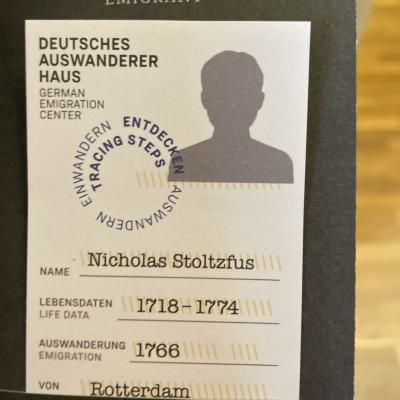 EMIGRANT
DEUTSCHES
AUSWANDERER
HAUS
GERMAN
EMIGRATION
CENTER
EINWANDERN ENTDECKEN AUSWANDERN
TRACING STEPS
NAME Nicholas Stoltzfus
LEBENSDATEN
LIFE DATA 1718-1774
AUSWANDERUNG
EMIGRATION 1766
VON Rotterdam